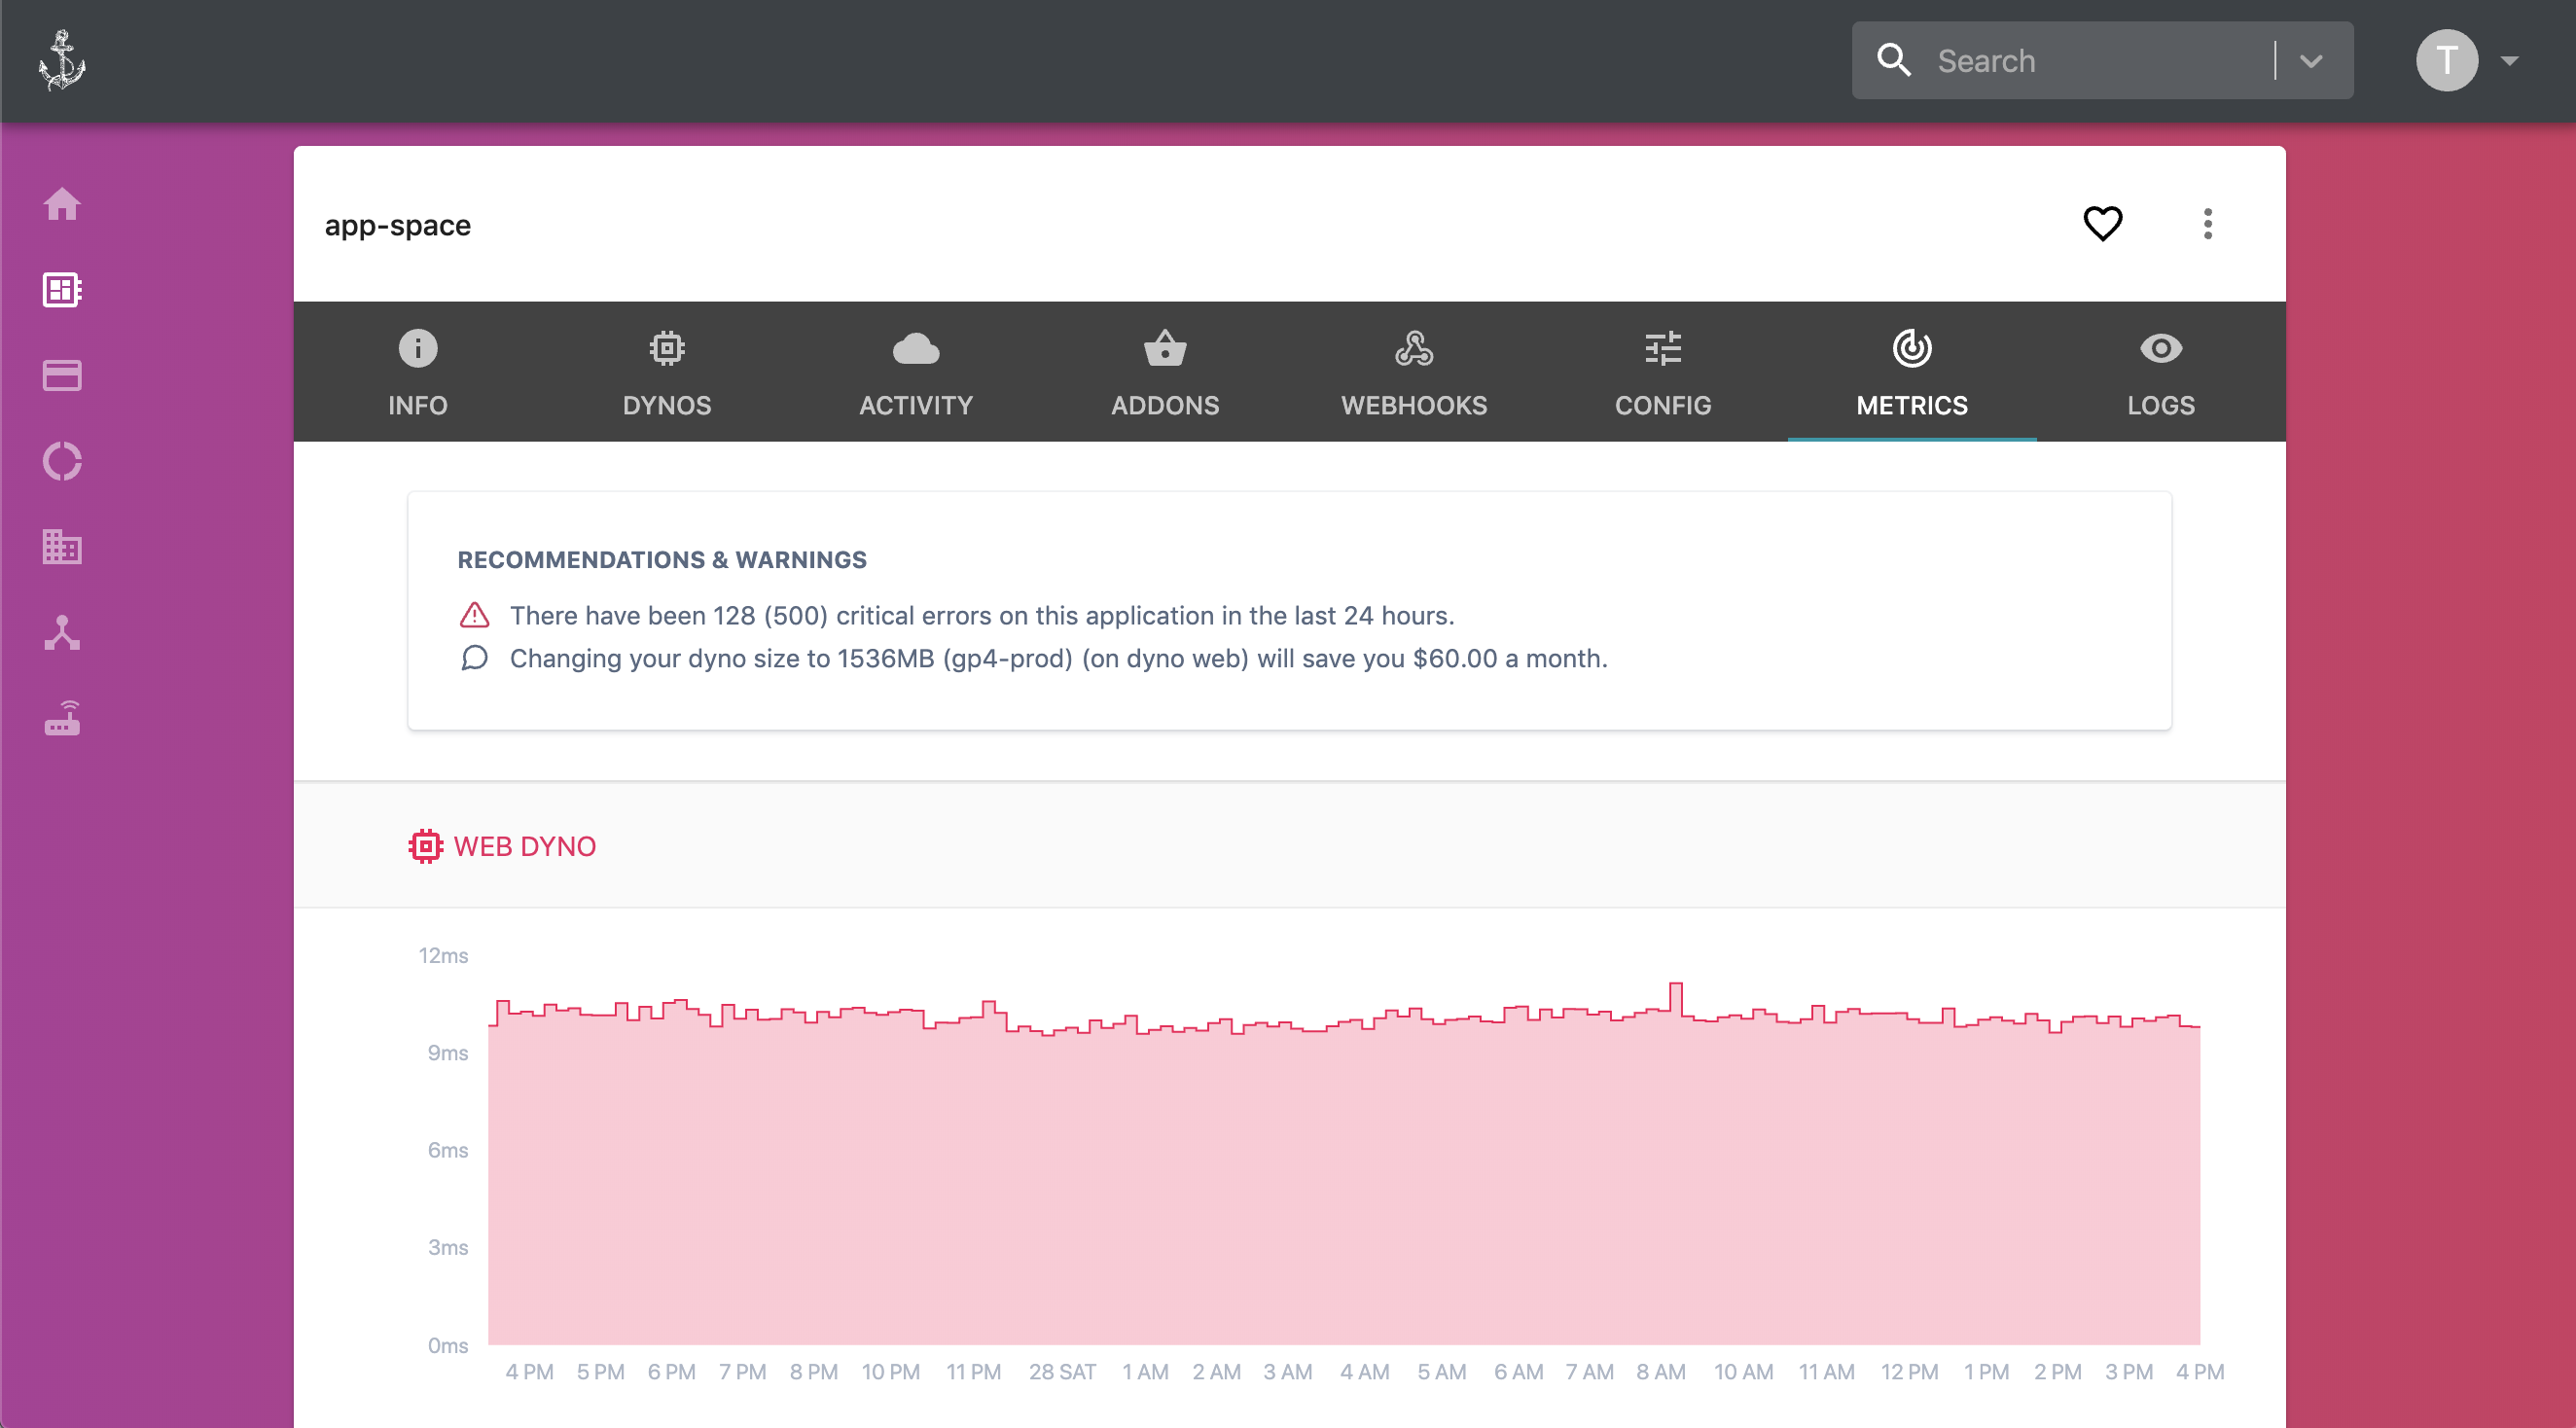 Search
T
app-space
INFO
DYNOS
ACTIVITY
ADDONS
WEBHOOKS
CONFIG
METRICS
LOGS
RECOMMENDATIONS & WARNINGS
There have been 128 (500) critical errors on this application in the last 24 hours.
Changing your dyno size to 1536MB (gp4-prod) (on dyno web) will save you $60.00 a month.
WEB DYNO
12ms
9ms
6ms
3ms
0ms
4 PM 5 PM 6 PM 7 PM 8 PM 10 PM 11 PM 28 SAT 1 AM 2 AM 3 AM 4 AM 5 AM 6 AM 7 AM 8 AM 10 AM 11 AM 12 PM 1 PM 2 PM 3 PM 4 PM